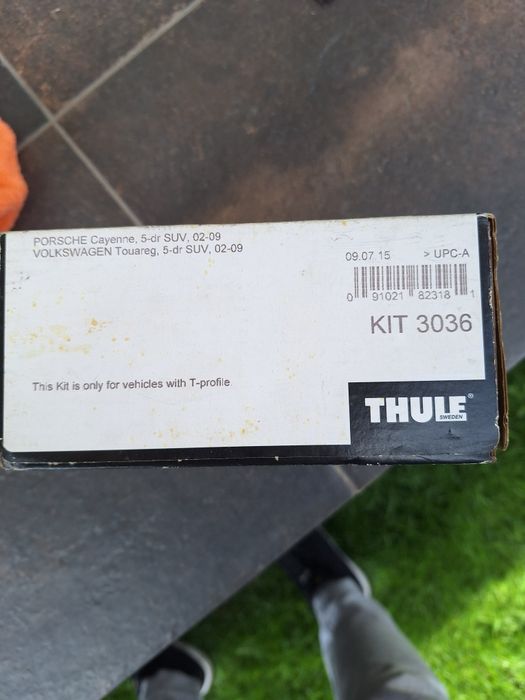 PORSCHE Cayenne, 5-dr SUV, 02-09
VOLKSWAGEN Touareg, 5-dr SUV, 02-09
09.07.15 > UPC-A
0 91021 82318 1
KIT 3036
This Kit is only for vehicles with T-profile
THULE®
SWEDEN